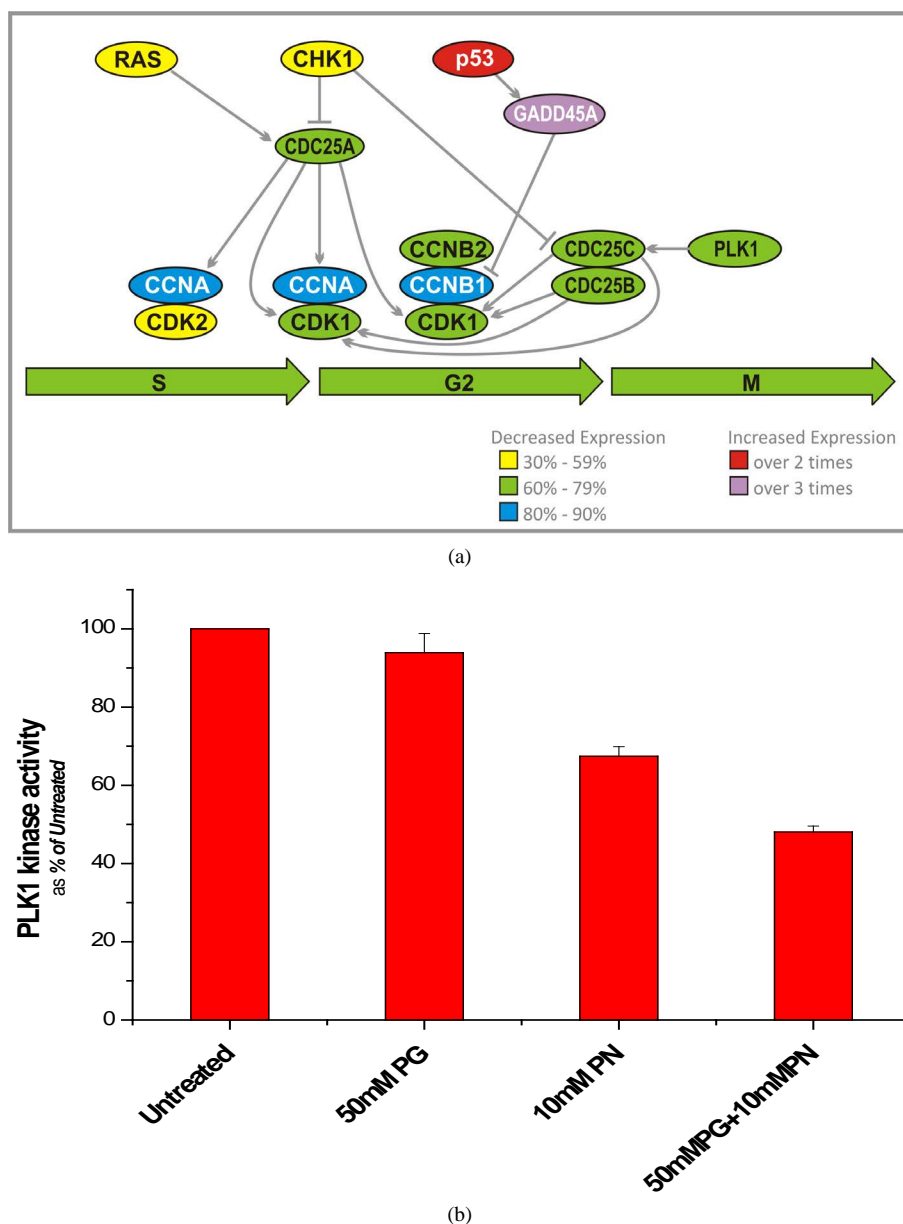 RAS
CHK1
p53
GADD45A
CDC25A
CCNB2
CDC25C
PLK1
CCNA
CCNA
CCNB1
CDC25B
CDK2
CDK1
CDK1
S
G2
M
Decreased Expression
30% - 59%
60% - 79%
80% - 90%
Increased Expression
over 2 times
over 3 times
(a)
PLK1 kinase activity
as % of Untreated
100
80
60
40
20
0
Untreated
50mM PG
10mM PN
50mMPG+10mMPN
(b)